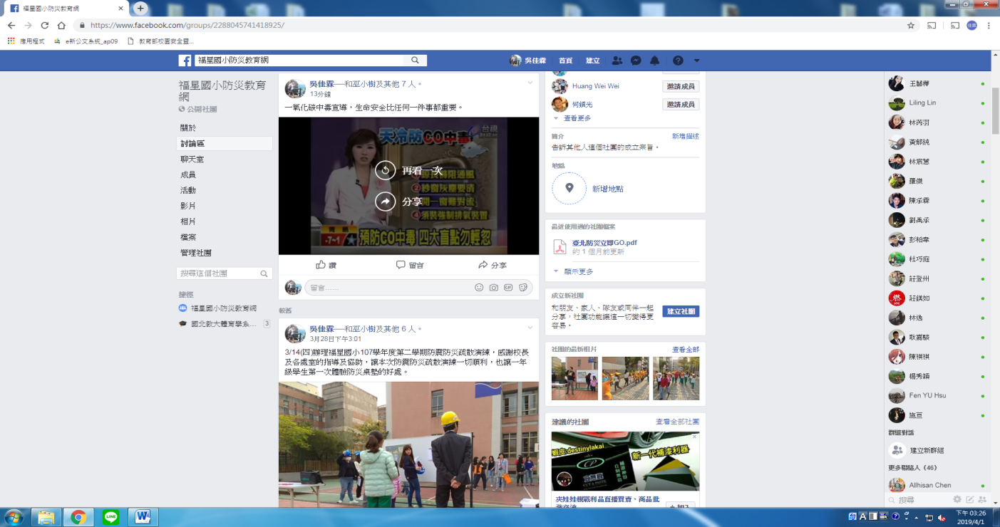 福星國小防災教育網
https://www.facebook.com/groups/2288045741418925/
應用程式
e新公文系統_ap09
教育部校園安全暨...
福星國小防災教育網
吳佳霖
首頁
建立
福星國小防災教育
網
公開社團
關於
討論區
聊天室
成員
活動
影片
相片
檔案
管理社團
搜尋這個社團
捷徑
福星國小防災教育網
國北教大體育學系...
3
吳佳霖──和巫小樹及其他 7 人。
13分鐘
一氧化碳中毒宣導，生命安全比任何一件事都重要。
天冷防CO中毒
台視
再看一次
②紗窗灰塵要清
分享
④須裝強制排氣裝置
-7~1
預防CO中毒!四大盲點勿輕忽
讚
留言
分享
留言......
GIF
較舊
吳佳霖──和巫小樹及其他 6 人。
3月28日下午3:01
3/14(四)辦理福星國小107學年度第二學期防震防災疏散演練，感謝校長
及各處室的指導及協助，讓本次防震防災疏散演練一切順利，也讓一年
級學生第一次體驗防災桌墊的好處。
Huang Wei Wei
邀請成員
何鎮光
邀請成員
查看更多
簡介
新增描述
告訴其他人這個社團的成立宗旨。
地點
新增地點
最近使用過的社團檔案
臺北防災立即GO.pdf
約 1 個月前更新
顯示更多
成立新社團
和朋友、家人、隊友或同伴一起
分享，社團功能讓這一切變得更
容易。
建立社團
社團的最新相片
查看全部
建議的社團
查看全部社團
蝦皮-destinylakai
新一代補漆利器
夾娃娃機戰利品直播買賣、商品批
+ 加入
Liling Lin
林芮羽
黃郁純
林宸慧
羅傑
陳承霖
劉禹承
彭柏韋
杜巧庭
莊登州
莊鎂如
林逸
耿嘉駿
陳祺祺
楊秀穎
Fen YU Hsu
施亘
群組對話
建立新群組
更多聯絡人 (46)
Allhisan Chen
搜尋
下午 03:26
2019/4/1